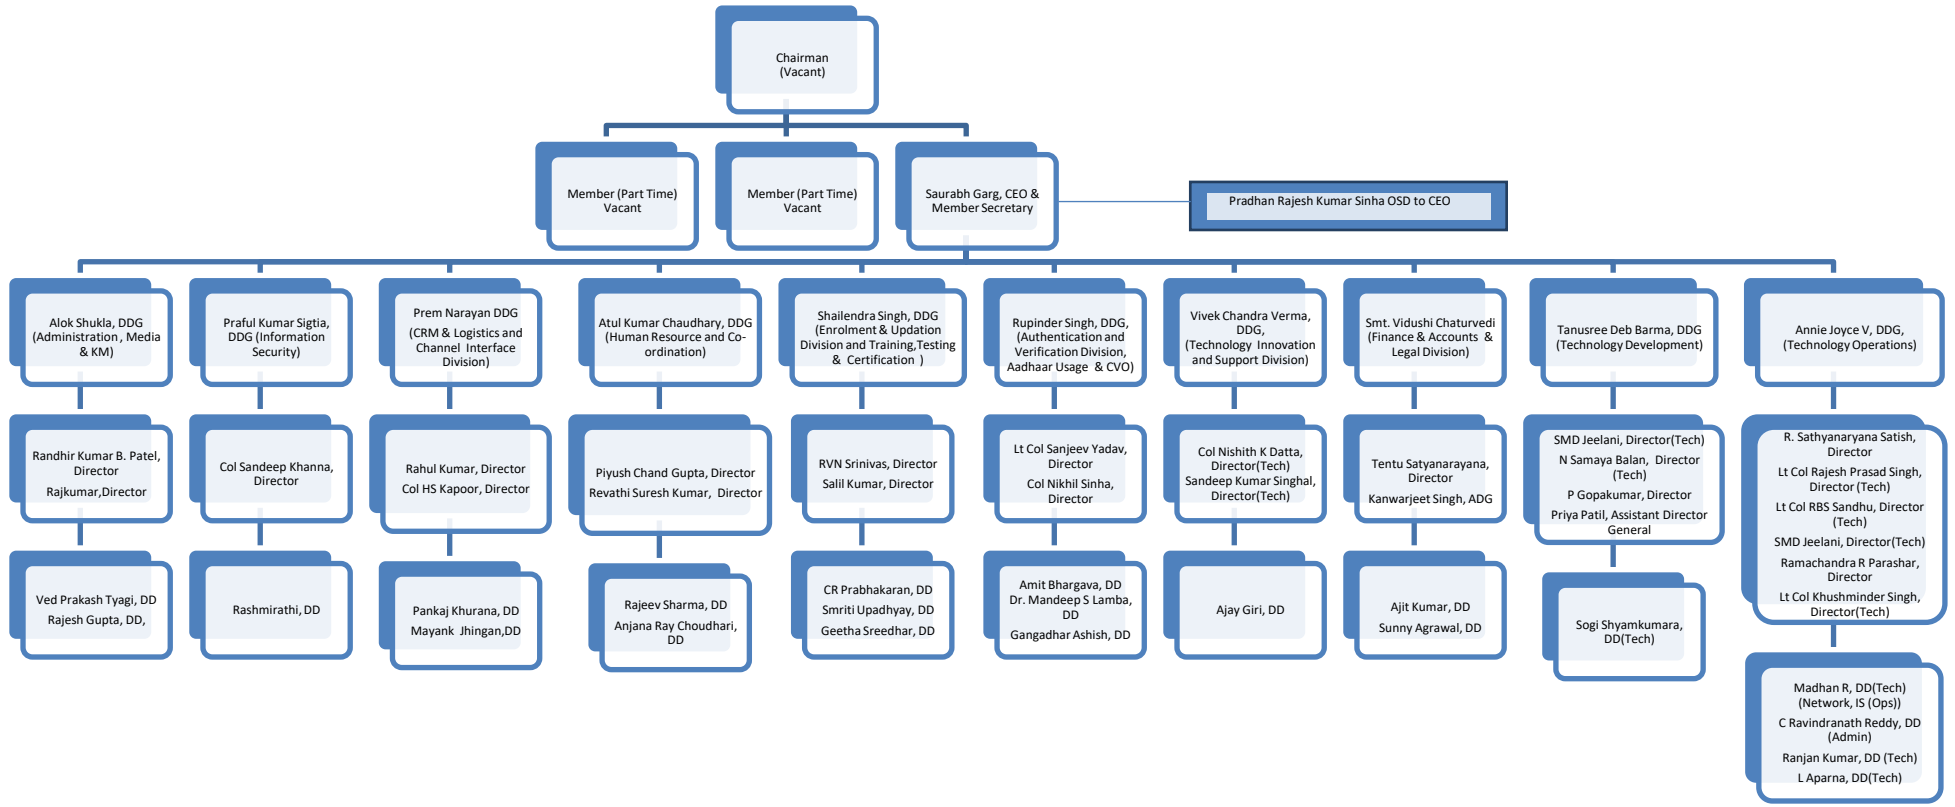 Chairman
(Vacant)
Member (Part Time)
Vacant
Member (Part Time)
Vacant
Saurabh Garg, CEO &
Member Secretary
Pradhan Rajesh Kumar Sinha OSD to CEO
Alok Shukla, DDG
(Administration, Media
& KM)
Praful Kumar Sigtia,
DDG (Information
Security)
Prem Narayan DDG
(CRM & Logistics and
Channel Interface
Division)
Atul Kumar Chaudhary, DDG
(Human Resource and Co-
ordination)
Shailendra Singh, DDG
(Enrolment & Updation
Division and Training,Testing
& Certification )
Rupinder Singh, DDG,
(Authentication and
Verification Division,
Aadhaar Usage & CVO)
Vivek Chandra Verma,
DDG,
(Technology Innovation
and Support Division)
Smt. Vidushi Chaturvedi
(Finance & Accounts &
Legal Division)
Tanusree Deb Barma, DDG
(Technology Development)
Annie Joyce V, DDG,
(Technology Operations)
Randhir Kumar B. Patel,
Director
Rajkumar,Director
Col Sandeep Khanna,
Director
Rahul Kumar, Director
Col HS Kapoor, Director
Piyush Chand Gupta, Director
Revathi Suresh Kumar, Director
RVN Srinivas, Director
Salil Kumar, Director
Lt Col Sanjeev Yadav,
Director
Col Nikhil Sinha,
Director
Col Nishith K Datta,
Director(Tech)
Sandeep Kumar Singhal,
Director(Tech)
Tentu Satyanarayana,
Director
Kanwarjeet Singh, ADG
SMD Jeelani, Director(Tech)
N Samaya Balan, Director
(Tech)
P Gopakumar, Director
Priya Patil, Assistant Director
General
R. Sathyanaryana Satish,
Director
Lt Col Rajesh Prasad Singh,
Director (Tech)
Lt Col RBS Sandhu, Director
(Tech)
SMD Jeelani, Director(Tech)
Ramachandra R Parashar,
Director
Lt Col Khushminder Singh,
Director(Tech)
Ved Prakash Tyagi, DD
Rajesh Gupta, DD,
Rashmirathi, DD
Pankaj Khurana, DD
Mayank Jhingan,DD
Rajeev Sharma, DD
Anjana Ray Choudhari,
DD
CR Prabhakaran, DD
Smriti Upadhyay, DD
Geetha Sreedhar, DD
Amit Bhargava, DD
Dr. Mandeep S Lamba,
DD
Gangadhar Ashish, DD
Ajay Giri, DD
Ajit Kumar, DD
Sunny Agrawal, DD
Sogi Shyamkumara,
DD(Tech)
Madhan R, DD(Tech)
(Network, IS (Ops))
C Ravindranath Reddy, DD
(Admin)
Ranjan Kumar, DD (Tech)
L Aparna, DD(Tech)